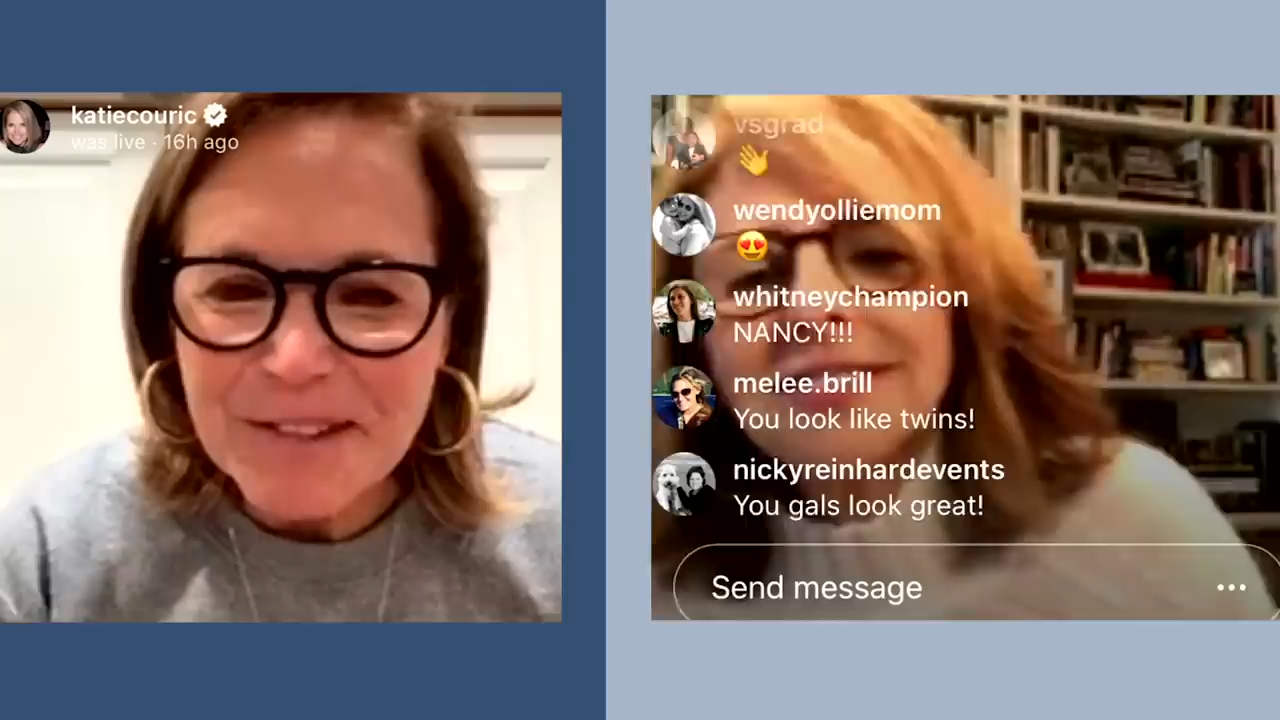 katiecouric
was live · 16h ago
vsgrad
👋
wendyolliemom
😍
whitneychampion
NANCY!!!
melee.brill
You look like twins!
nickyreinhardevents
You gals look great!
Send message